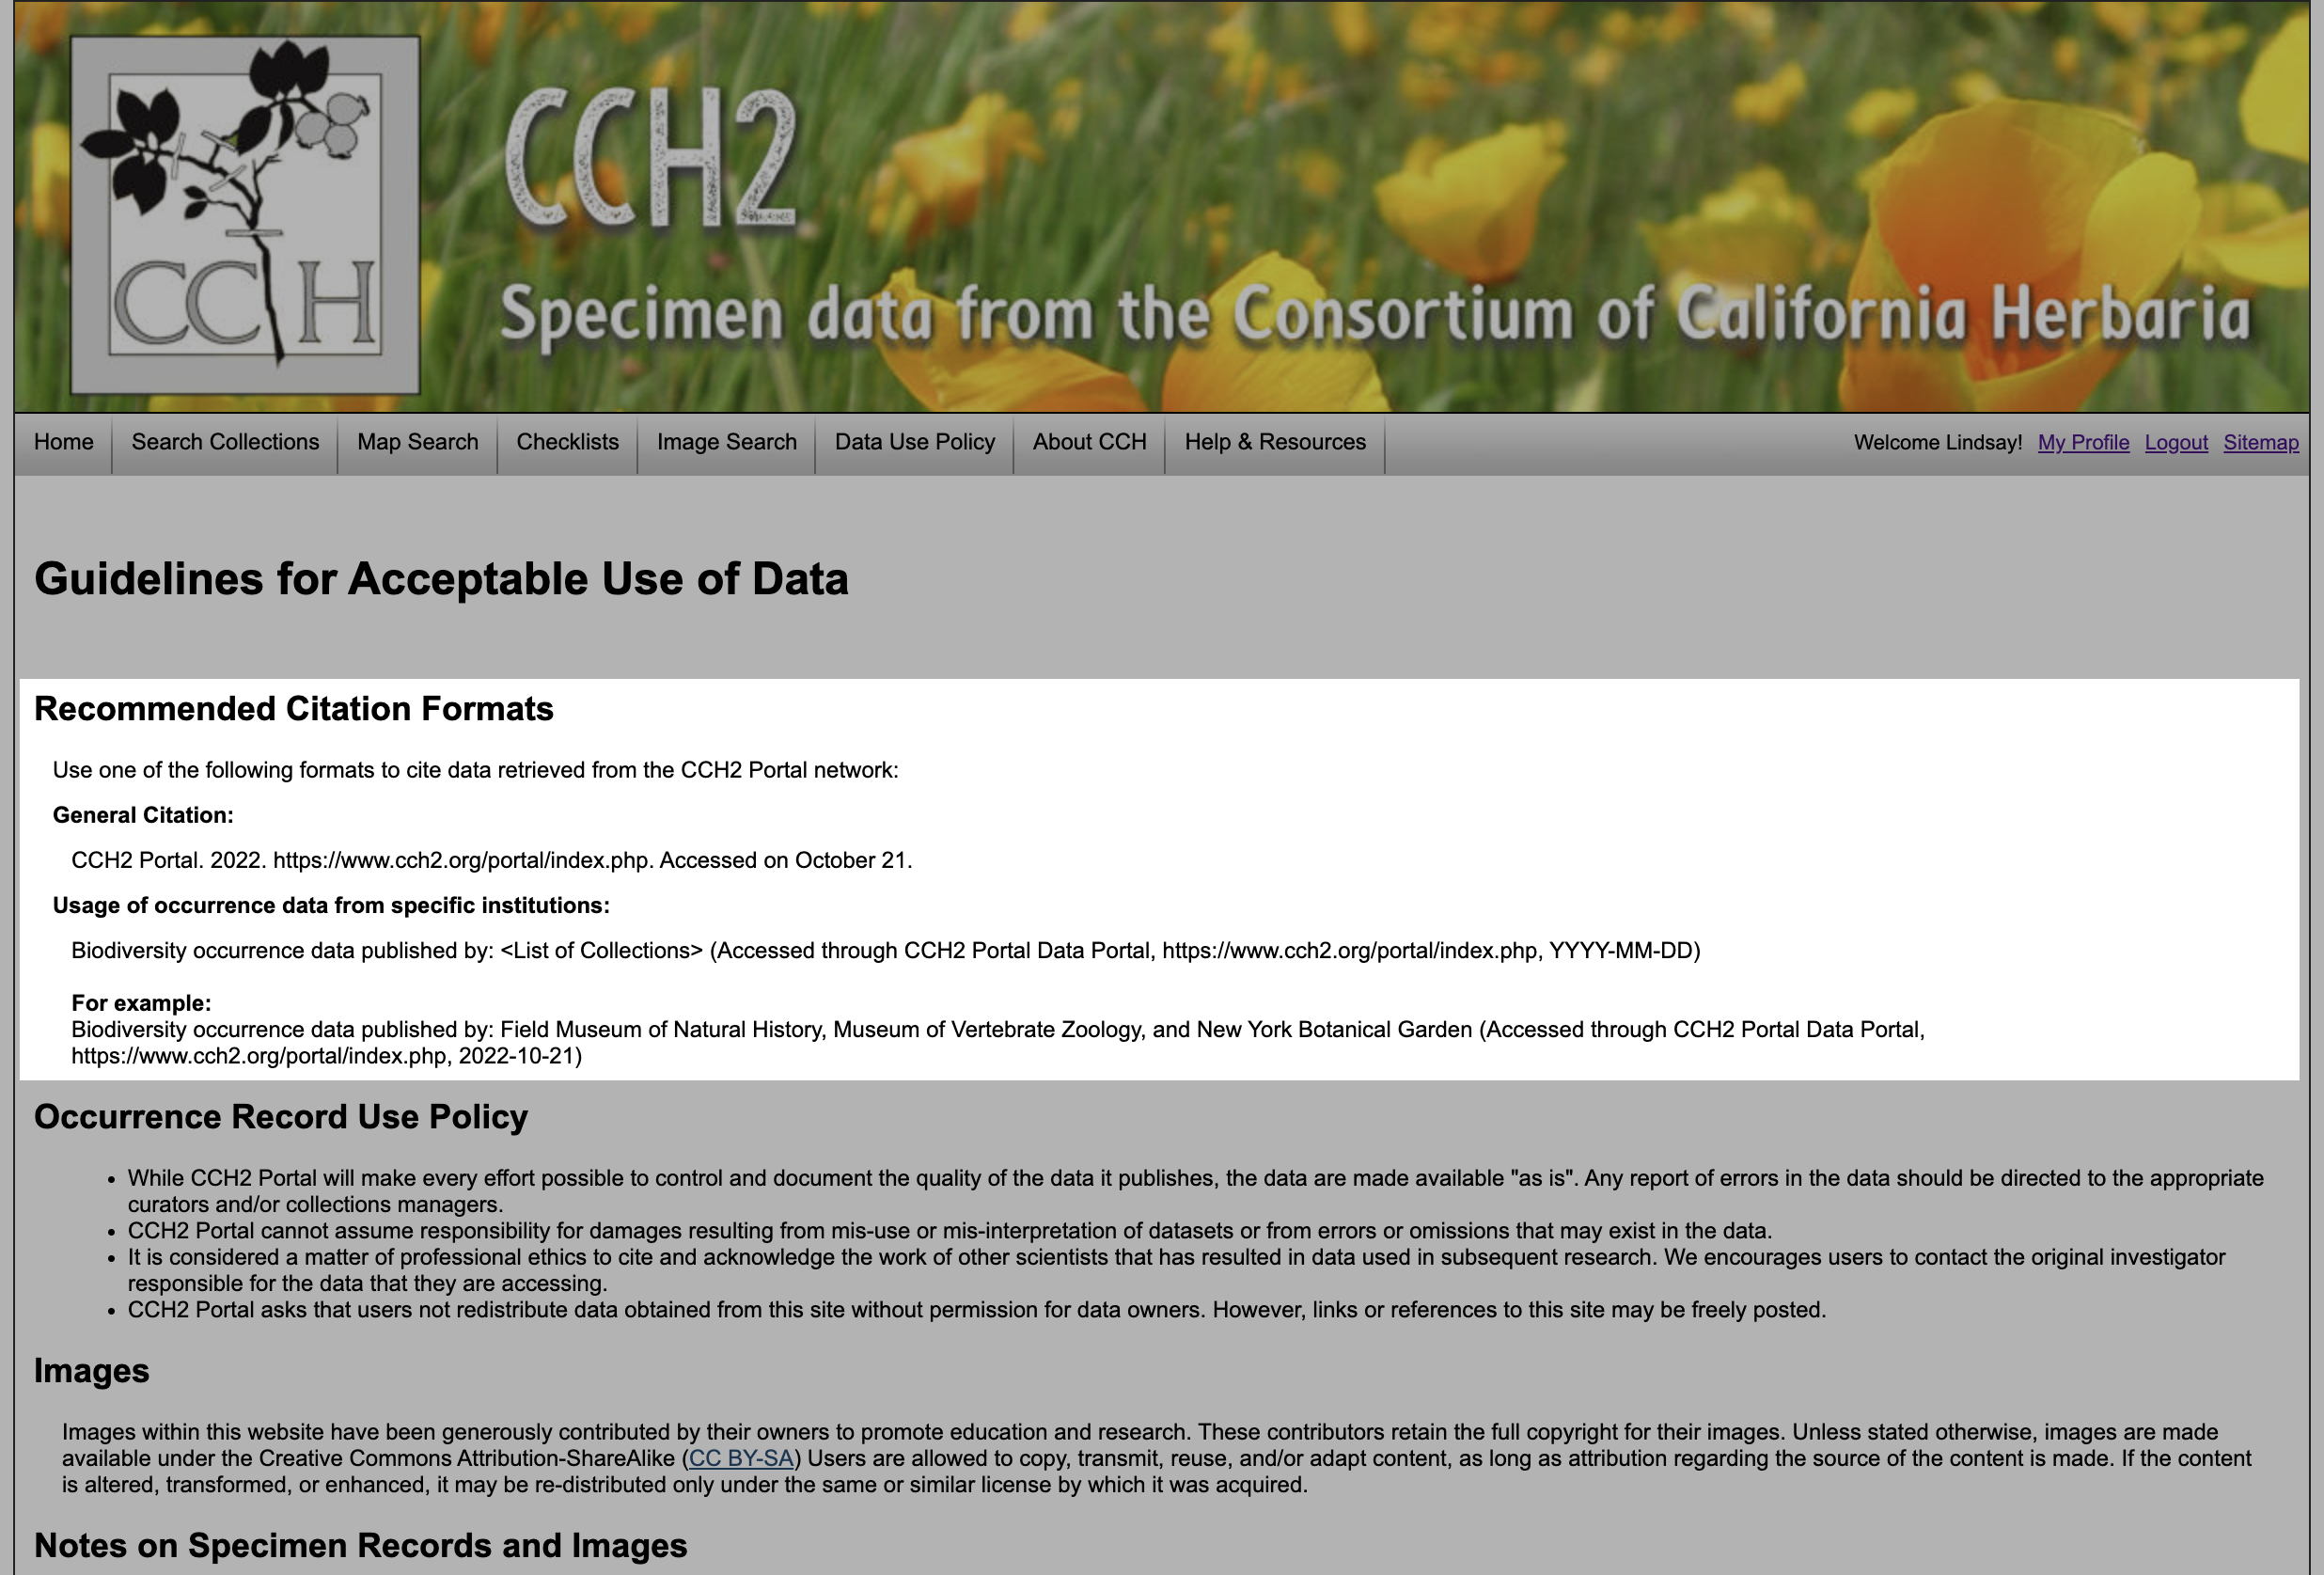 CCH
CCH2
Specimen data from the Consortium of California Herbaria
Home Search Collections Map Search Checklists Image Search Data Use Policy About CCH Help & Resources Welcome Lindsay! My Profile Logout Sitemap
Guidelines for Acceptable Use of Data
Recommended Citation Formats
Use one of the following formats to cite data retrieved from the CCH2 Portal network:
General Citation:
CCH2 Portal. 2022. https://www.cch2.org/portal/index.php. Accessed on October 21.
Usage of occurrence data from specific institutions:
Biodiversity occurrence data published by: <List of Collections> (Accessed through CCH2 Portal Data Portal, https://www.cch2.org/portal/index.php, YYYY-MM-DD)
For example:
Biodiversity occurrence data published by: Field Museum of Natural History, Museum of Vertebrate Zoology, and New York Botanical Garden (Accessed through CCH2 Portal Data Portal,
https://www.cch2.org/portal/index.php, 2022-10-21)
Occurrence Record Use Policy
• While CCH2 Portal will make every effort possible to control and document the quality of the data it publishes, the data are made available "as is". Any report of errors in the data should be directed to the appropriate
curators and/or collections managers.
• CCH2 Portal cannot assume responsibility for damages resulting from mis-use or mis-interpretation of datasets or from errors or omissions that may exist in the data.
• It is considered a matter of professional ethics to cite and acknowledge the work of other scientists that has resulted in data used in subsequent research. We encourages users to contact the original investigator
responsible for the data that they are accessing.
• CCH2 Portal asks that users not redistribute data obtained from this site without permission for data owners. However, links or references to this site may be freely posted.
Images
Images within this website have been generously contributed by their owners to promote education and research. These contributors retain the full copyright for their images. Unless stated otherwise, images are made
available under the Creative Commons Attribution-ShareAlike (CC BY-SA) Users are allowed to copy, transmit, reuse, and/or adapt content, as long as attribution regarding the source of the content is made. If the content
is altered, transformed, or enhanced, it may be re-distributed only under the same or similar license by which it was acquired.
Notes on Specimen Records and Images